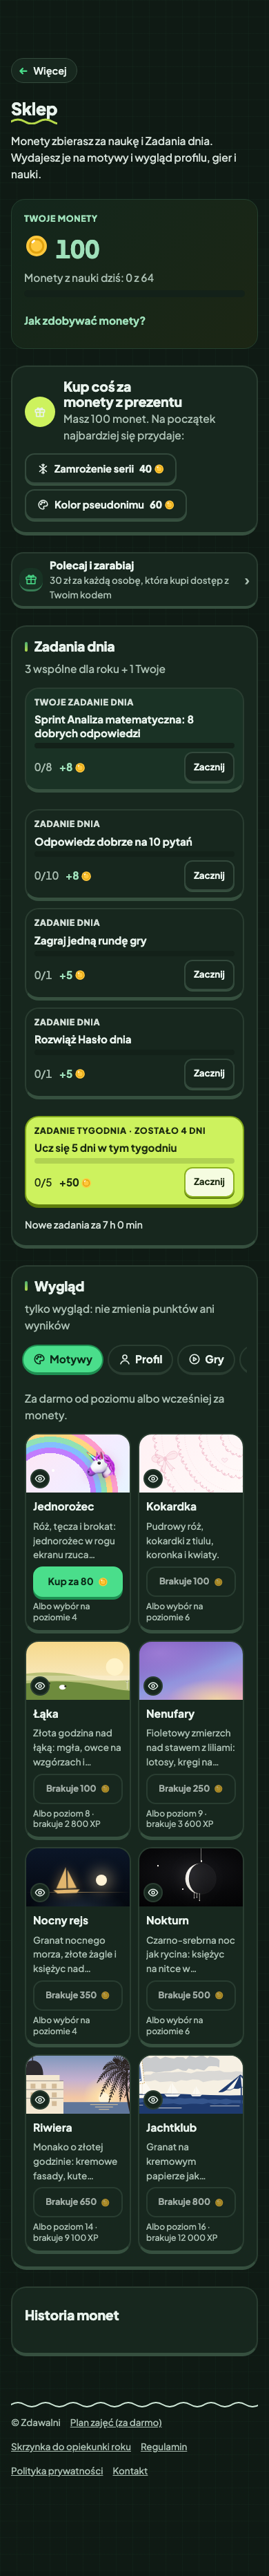 ← Więcej
Sklep
Monety zbierasz za naukę i Zadania dnia.
Wydajesz je na motywy i wygląd profilu, gier i
nauki.
TWOJE MONETY
100
Monety z nauki dziś: 0 z 64
Jak zdobywać monety?
Kup coś za
monety z prezentu
Masz 100 monet. Na początek
najbardziej się przydaje:
Zamrożenie serii 40
Kolor pseudonimu 60
Polecaj i zarabiaj
30 zł za każdą osobę, która kupi dostęp z
Twoim kodem
Zadania dnia
3 wspólne dla roku + 1 Twoje
TWOJE ZADANIE DNIA
Sprint Analiza matematyczna: 8
dobrych odpowiedzi
0/8 +8 Zacznij
ZADANIE DNIA
Odpowiedz dobrze na 10 pytań
0/10 +8 Zacznij
ZADANIE DNIA
Zagraj jedną rundę gry
0/1 +5 Zacznij
ZADANIE DNIA
Rozwiąż Hasło dnia
0/1 +5 Zacznij
ZADANIE TYGODNIA · ZOSTAŁO 4 DNI
Ucz się 5 dni w tym tygodniu
0/5 +50 Zacznij
Nowe zadania za 7 h 0 min
Wygląd
tylko wygląd: nie zmienia punktów ani
wyników
Motywy Profil Gry
Za darmo od poziomu albo wcześniej za
monety.
Jednorożec
Róż, tęcza i brokat:
jednorożec w rogu
ekranu rzuca…
Kup za 80
Albo wybór na
poziomie 4
Kokardka
Pudrowy róż,
kokardki z tiulu,
koronka i kwiaty.
Brakuje 100
Albo wybór na
poziomie 6
Łąka
Złota godzina nad
łąką: mgła, owce na
wzgórzach i…
Brakuje 100
Albo poziom 8 ·
brakuje 2 800 XP
Nenufary
Fioletowy zmierzch
nad stawem z liliami:
lotosy, kręgi na…
Brakuje 250
Albo poziom 9 ·
brakuje 3 600 XP
Nocny rejs
Granat nocnego
morza, złote żagle i
księżyc nad…
Brakuje 350
Albo wybór na
poziomie 4
Nokturn
Czarno-srebrna noc
jak rycina: księżyc
na nitce w…
Brakuje 500
Albo wybór na
poziomie 6
Riwiera
Monako o złotej
godzinie: kremowe
fasady, kute…
Brakuje 650
Albo poziom 14 ·
brakuje 9 100 XP
Jachtklub
Granat na
kremowym
papierze jak…
Brakuje 800
Albo poziom 16 ·
brakuje 12 000 XP
Historia monet
© Zdawalni Plan zajęć (za darmo)
Skrzynka do opiekunki roku Regulamin
Polityka prywatności Kontakt